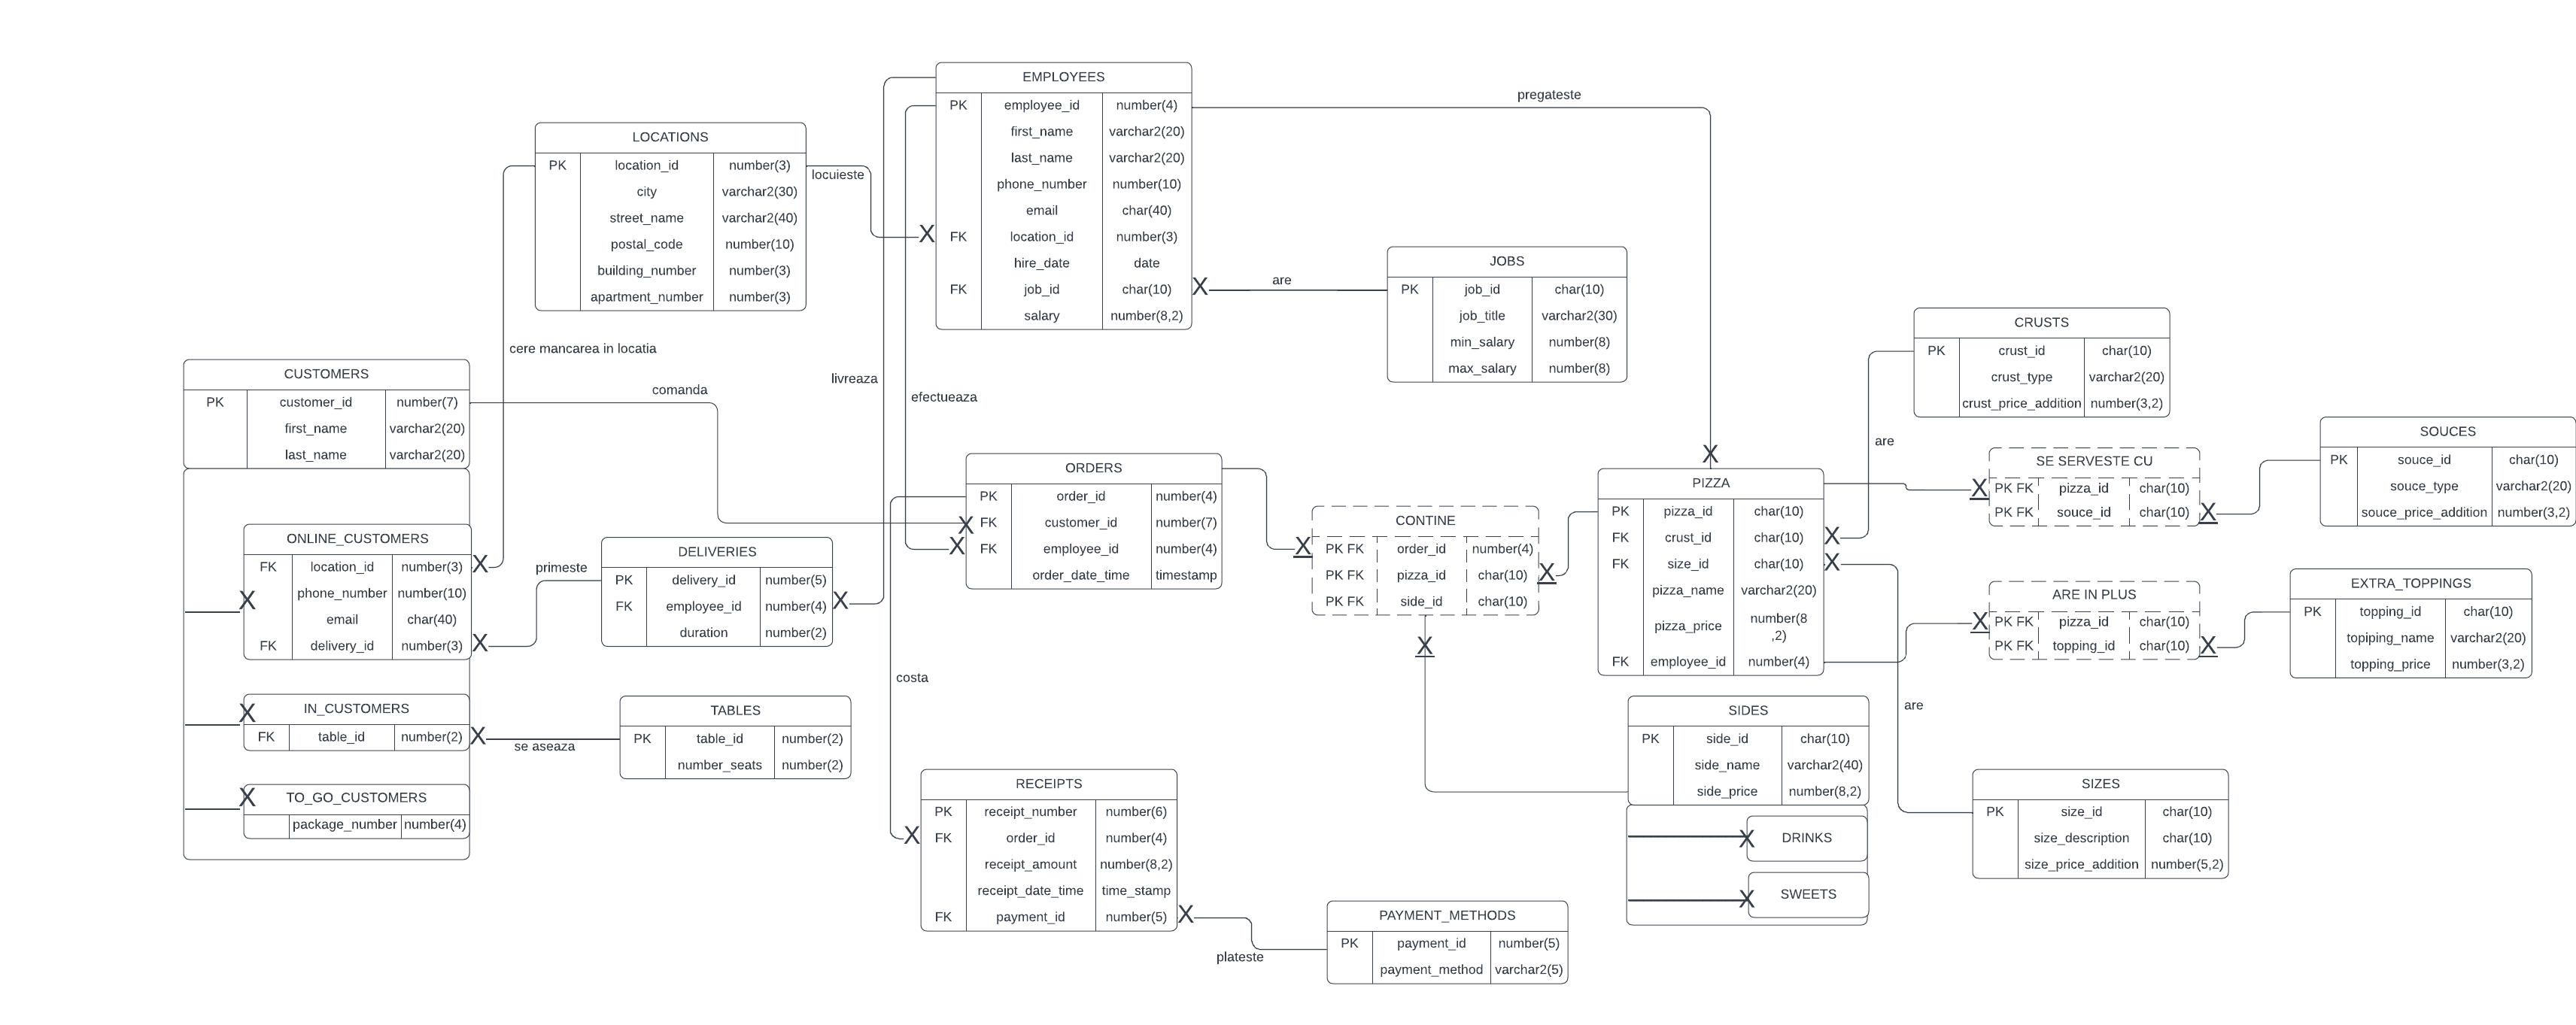 EMPLOYEES
PK employee_id number(4)
first_name varchar2(20)
last_name varchar2(20)
phone_number number(10)
email char(40)
FK location_id number(3)
hire_date date
FK job_id char(10)
salary number(8,2)
pregateste
LOCATIONS
PK location_id number(3)
city varchar2(30)
street_name varchar2(40)
postal_code number(10)
building_number number(3)
apartment_number number(3)
locuieste
are
JOBS
PK job_id char(10)
job_title varchar2(30)
min_salary number(8)
max_salary number(8)
cere mancarea in locatia
comanda
livreaza
efectueaza
CUSTOMERS
PK customer_id number(7)
first_name varchar2(20)
last_name varchar2(20)
ONLINE_CUSTOMERS
FK location_id number(3)
phone_number number(10)
email char(40)
FK delivery_id number(3)
IN_CUSTOMERS
FK table_id number(2)
TO_GO_CUSTOMERS
package_number number(4)
primeste
DELIVERIES
PK delivery_id number(5)
FK employee_id number(4)
duration number(2)
se aseaza
TABLES
PK table_id number(2)
number_seats number(2)
ORDERS
PK order_id number(4)
FK customer_id number(7)
FK employee_id number(4)
order_date_time timestamp
costa
RECEIPTS
PK receipt_number number(6)
FK order_id number(4)
receipt_amount number(8,2)
receipt_date_time time_stamp
FK payment_id number(5)
plateste
PAYMENT_METHODS
PK payment_id number(5)
payment_method varchar2(5)
CONTINE
PK FK order_id number(4)
PK FK pizza_id char(10)
PK FK side_id char(10)
PIZZA
PK pizza_id char(10)
FK crust_id char(10)
FK size_id char(10)
pizza_name varchar2(20)
pizza_price number(8
,2)
FK employee_id number(4)
SIDES
PK side_id char(10)
side_name varchar2(40)
side_price number(8,2)
DRINKS
SWEETS
are
CRUSTS
PK crust_id char(10)
crust_type varchar2(20)
crust_price_addition number(3,2)
SE SERVESTE CU
PK FK pizza_id char(10)
PK FK souce_id char(10)
SOUCES
PK souce_id char(10)
souce_type varchar2(20)
souce_price_addition number(3,2)
ARE IN PLUS
PK FK pizza_id char(10)
PK FK topping_id char(10)
EXTRA_TOPPINGS
PK topping_id char(10)
topiping_name varchar2(20)
topping_price number(3,2)
are
SIZES
PK size_id char(10)
size_description char(10)
size_price_addition number(5,2)